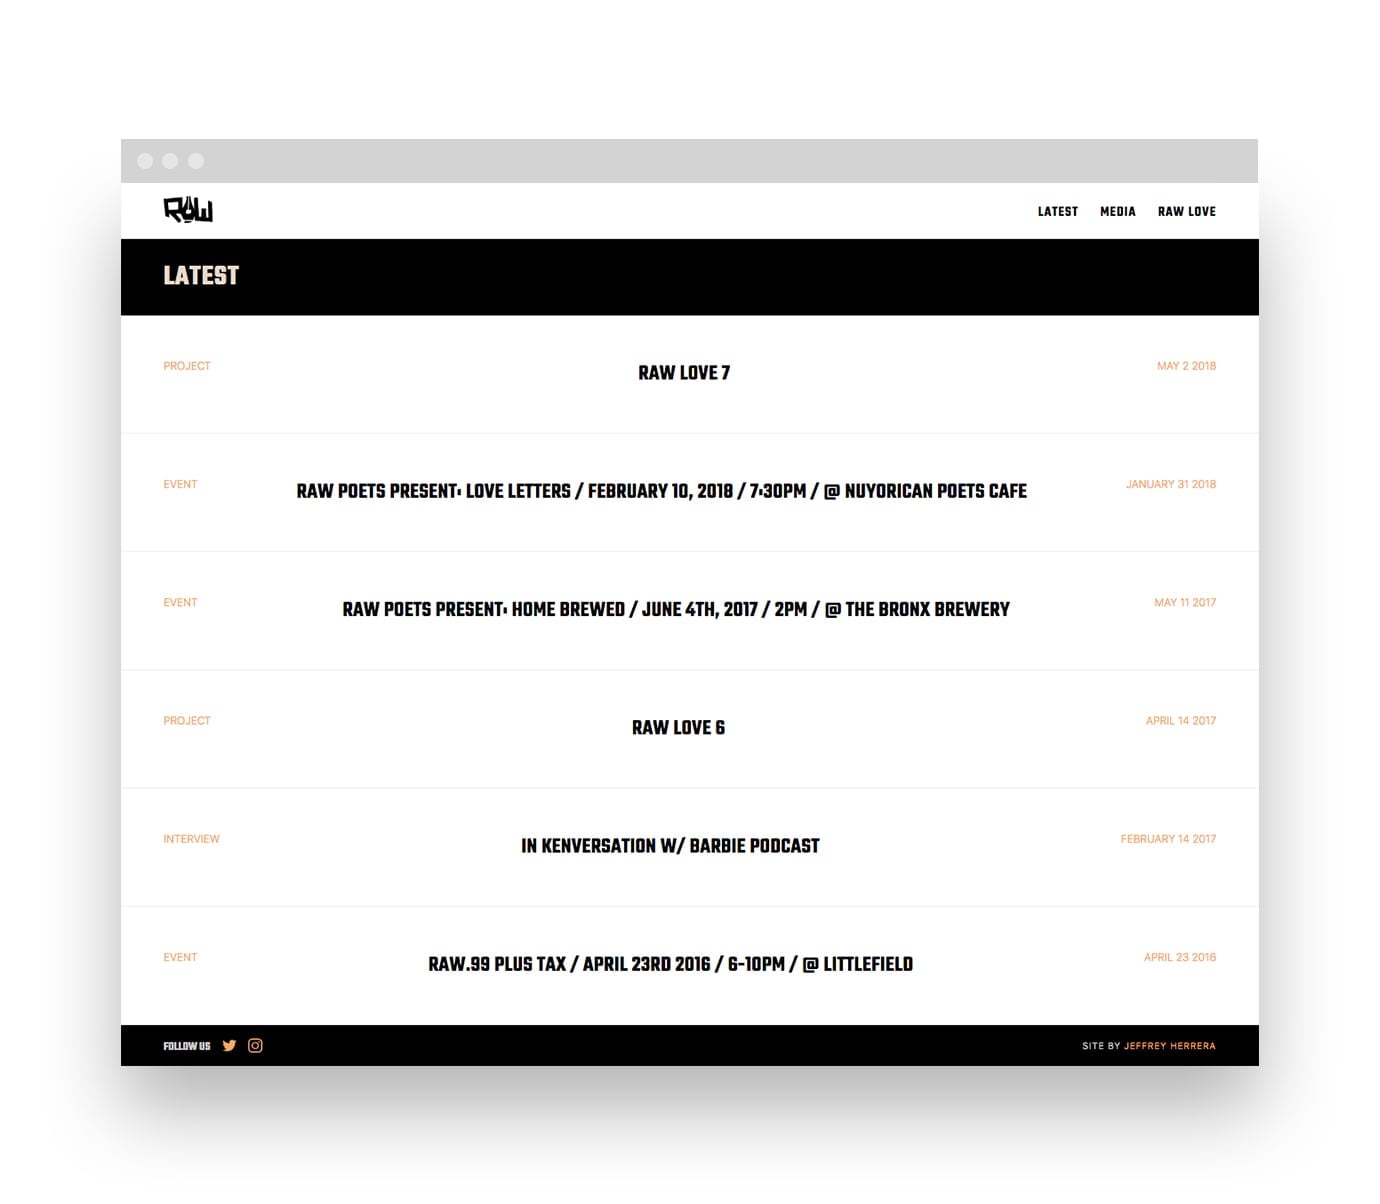 RAW
LATEST MEDIA RAW LOVE
LATEST
PROJECT RAW LOVE 7 MAY 2 2018
EVENT RAW POETS PRESENT: LOVE LETTERS / FEBRUARY 10, 2018 / 7:30PM / @ NUYORICAN POETS CAFE JANUARY 31 2018
EVENT RAW POETS PRESENT: HOME BREWED / JUNE 4TH, 2017 / 2PM / @ THE BRONX BREWERY MAY 11 2017
PROJECT RAW LOVE 6 APRIL 14 2017
INTERVIEW IN KENVERSATION W/ BARBIE PODCAST FEBRUARY 14 2017
EVENT RAW.99 PLUS TAX / APRIL 23RD 2016 / 6-10PM / @ LITTLEFIELD APRIL 23 2016
FOLLOW US SITE BY JEFFREY HERRERA